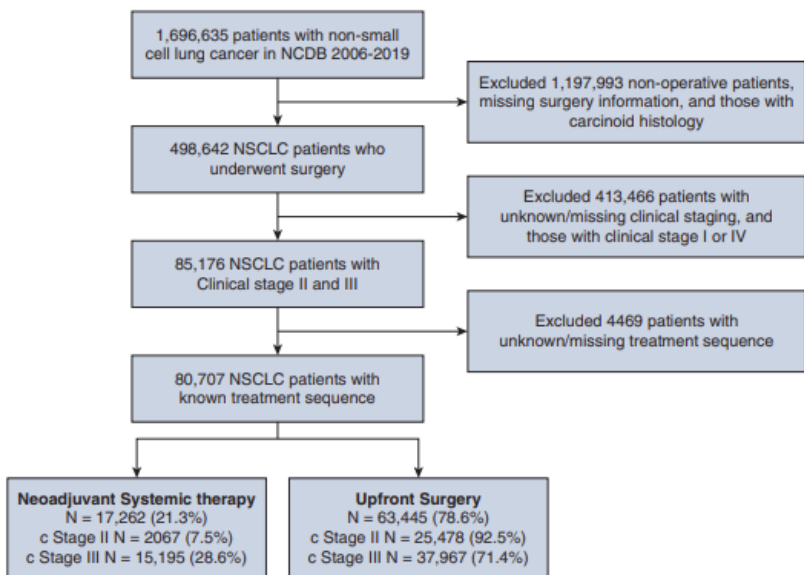 1,696,635 patients with non-small
cell lung cancer in NCDB 2006-2019
Excluded 1,197,993 non-operative patients,
missing surgery information, and those with
carcinoid histology
498,642 NSCLC patients who
underwent surgery
Excluded 413,466 patients with
unknown/missing clinical staging, and
those with clinical stage I or IV
85,176 NSCLC patients with
Clinical stage II and III
Excluded 4469 patients with
unknown/missing treatment sequence
80,707 NSCLC patients with
known treatment sequence
Neoadjuvant Systemic therapy
N = 17,262 (21.3%)
c Stage II N = 2067 (7.5%)
c Stage III N = 15,195 (28.6%)
Upfront Surgery
N = 63,445 (78.6%)
c Stage II N = 25,478 (92.5%)
c Stage III N = 37,967 (71.4%)